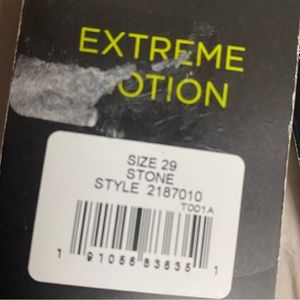 EXTREME
OTION
SIZE 29
STONE
STYLE 2187010
T001A
1 91056 83635 1